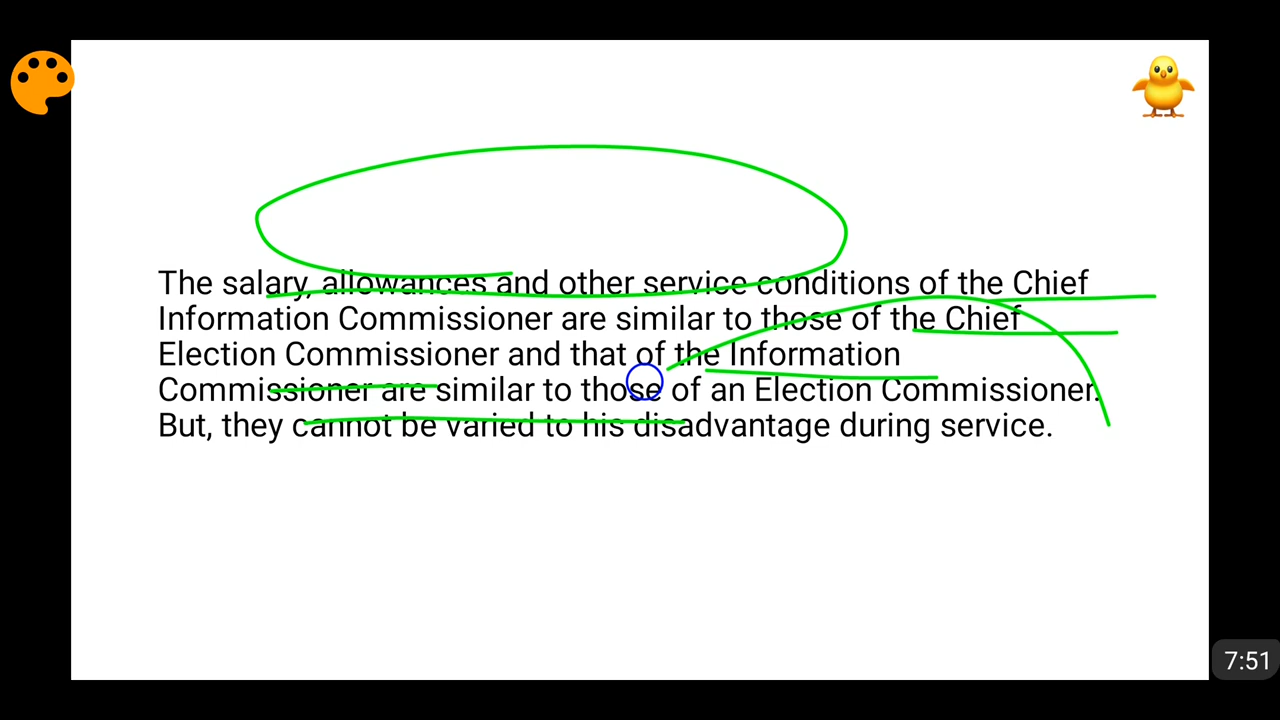 The salary, allowances and other service conditions of the Chief
Information Commissioner are similar to those of the Chief
Election Commissioner and that of the Information
Commissioner are similar to those of an Election Commissioner.
But, they cannot be varied to his disadvantage during service.
7:51